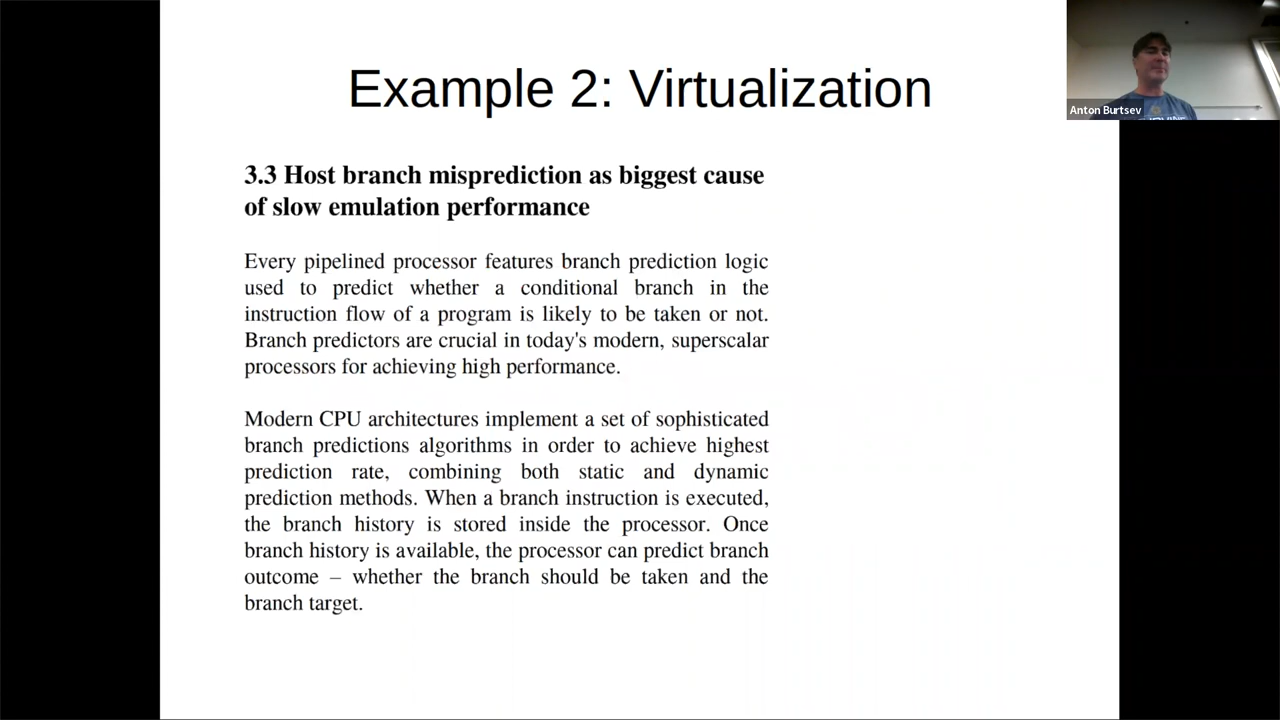 Example 2: Virtualization
Anton Burtsev
3.3 Host branch misprediction as biggest cause
of slow emulation performance
Every pipelined processor features branch prediction logic
used to predict whether a conditional branch in the
instruction flow of a program is likely to be taken or not.
Branch predictors are crucial in today's modern, superscalar
processors for achieving high performance.
Modern CPU architectures implement a set of sophisticated
branch predictions algorithms in order to achieve highest
prediction rate, combining both static and dynamic
prediction methods. When a branch instruction is executed,
the branch history is stored inside the processor. Once
branch history is available, the processor can predict branch
outcome – whether the branch should be taken and the
branch target.